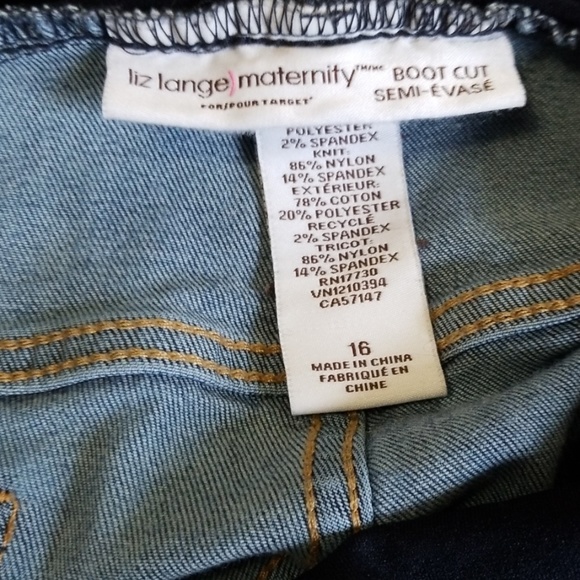 liz lange) maternity™/MC
FOR/POUR TARGET*
BOOT CUT
SEMI-ÉVASÉ
POLYESTER
2% SPANDEX
KNIT:
86% NYLON
14% SPANDEX
EXTÉRIEUR:
78% COTON
20% POLYESTER
RECYCLÉ
2% SPANDEX
TRICOT:
86% NYLON
14% SPANDEX
RN17730
VN1210394
CA57147
16
MADE IN CHINA
FABRIQUÉ EN
CHINE